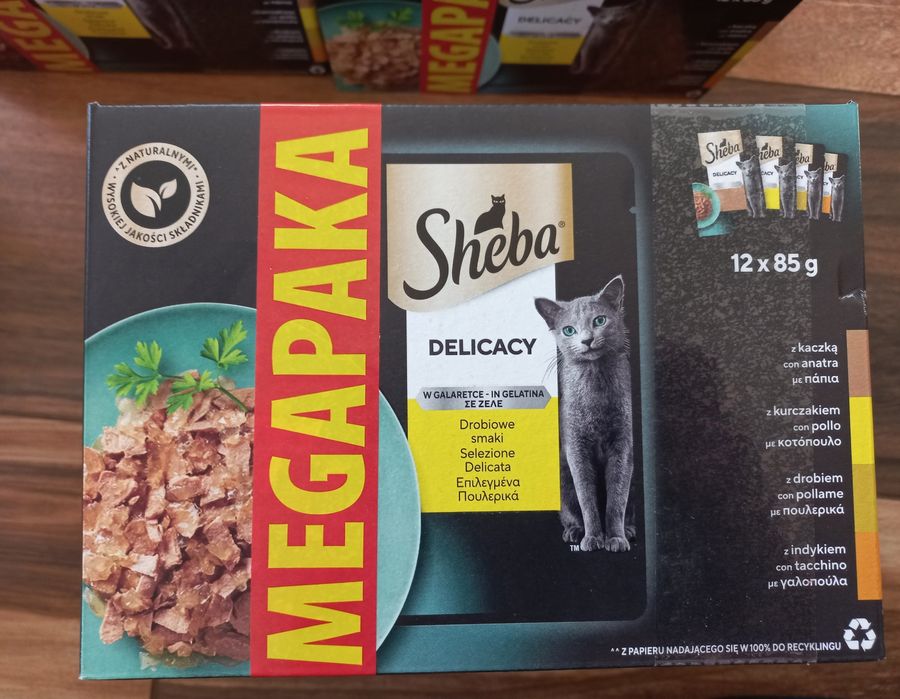 MEGAPAKA
DELICACY
^Z NATURALNYMI*
WYSOKIEJ JAKOŚCI SKŁADNIKAMI
MEGAPAKA
Sheba®
DELICACY
W GALARETCE - IN GELATINA
ΣΕ ΖΕΛΕ
Drobiowe
smaki
Selezione
Delicata
Επιλεγμένα
Πουλερικά
TM
Sheba
DELICACY
12 x 85 g
z kaczką
con anatra
με πάπια
z kurczakiem
con pollo
με κοτόπουλο
z drobiem
con pollame
με πουλερικά
z indykiem
con tacchino
με γαλοπούλα
^^ Z PAPIERU NADAJĄCEGO SIĘ W 100% DO RECYKLINGU